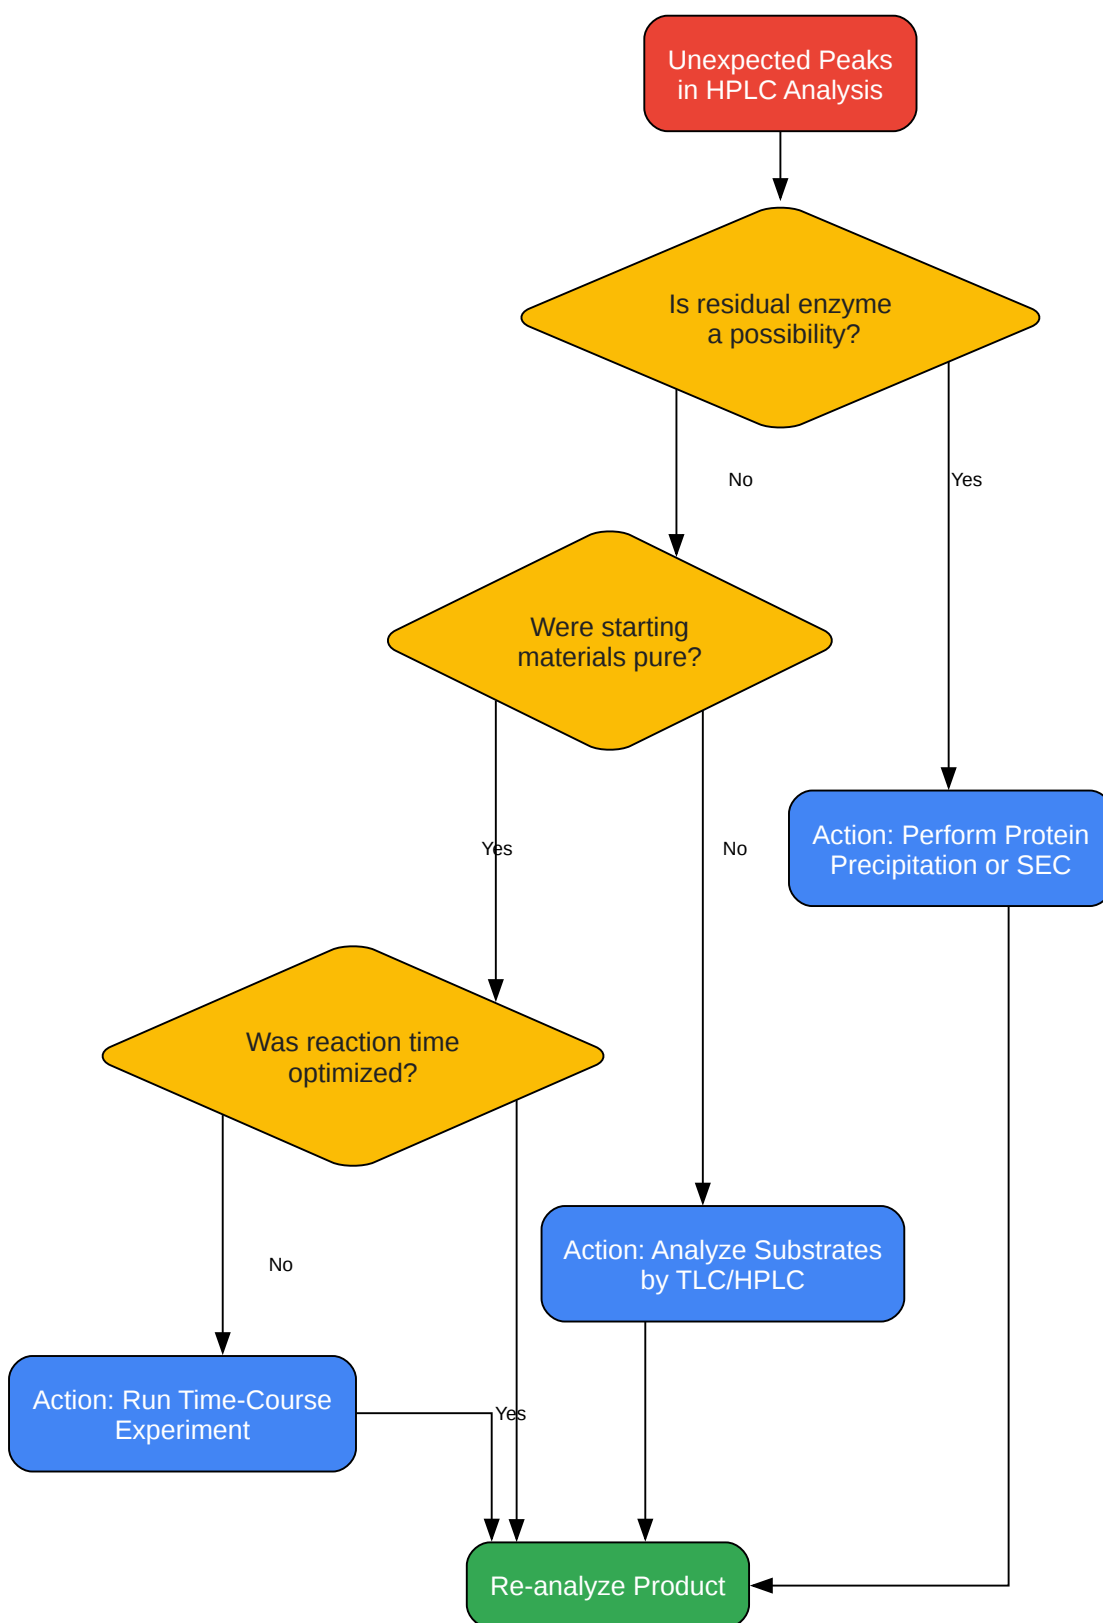 Unexpected Peaks
in HPLC Analysis
Is residual enzyme
a possibility?
No
Yes
Were starting
materials pure?
Action: Perform Protein
Precipitation or SEC
Yes
No
Was reaction time
optimized?
Action: Analyze Substrates
by TLC/HPLC
No
Action: Run Time-Course
Experiment
Yes
Re-analyze Product